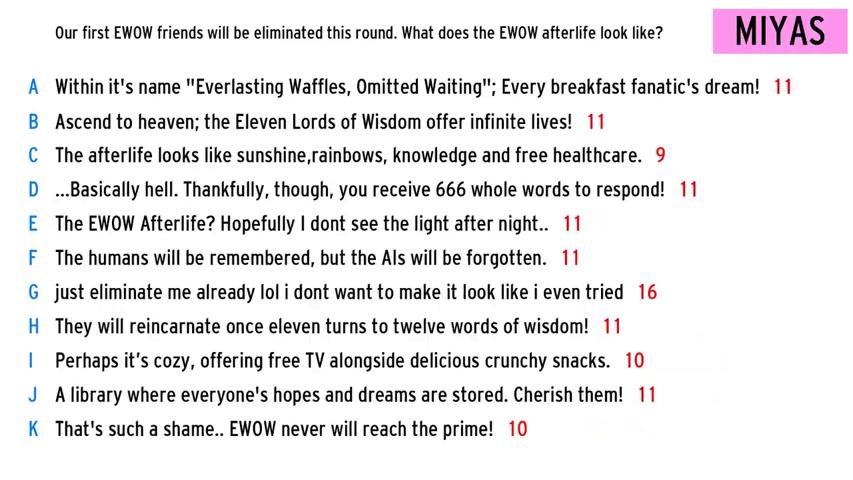 Our first EWOW friends will be eliminated this round. What does the EWOW afterlife look like?
MIYAS
A Within it's name "Everlasting Waffles, Omitted Waiting"; Every breakfast fanatic's dream! 11
B Ascend to heaven; the Eleven Lords of Wisdom offer infinite lives! 11
C The afterlife looks like sunshine,rainbows, knowledge and free healthcare. 9
D ...Basically hell. Thankfully, though, you receive 666 whole words to respond! 11
E The EWOW Afterlife? Hopefully I dont see the light after night.. 11
F The humans will be remembered, but the AIs will be forgotten. 11
G just eliminate me already lol i dont want to make it look like i even tried 16
H They will reincarnate once eleven turns to twelve words of wisdom! 11
I Perhaps it’s cozy, offering free TV alongside delicious crunchy snacks. 10
J A library where everyone's hopes and dreams are stored. Cherish them! 11
K That's such a shame.. EWOW never will reach the prime! 10